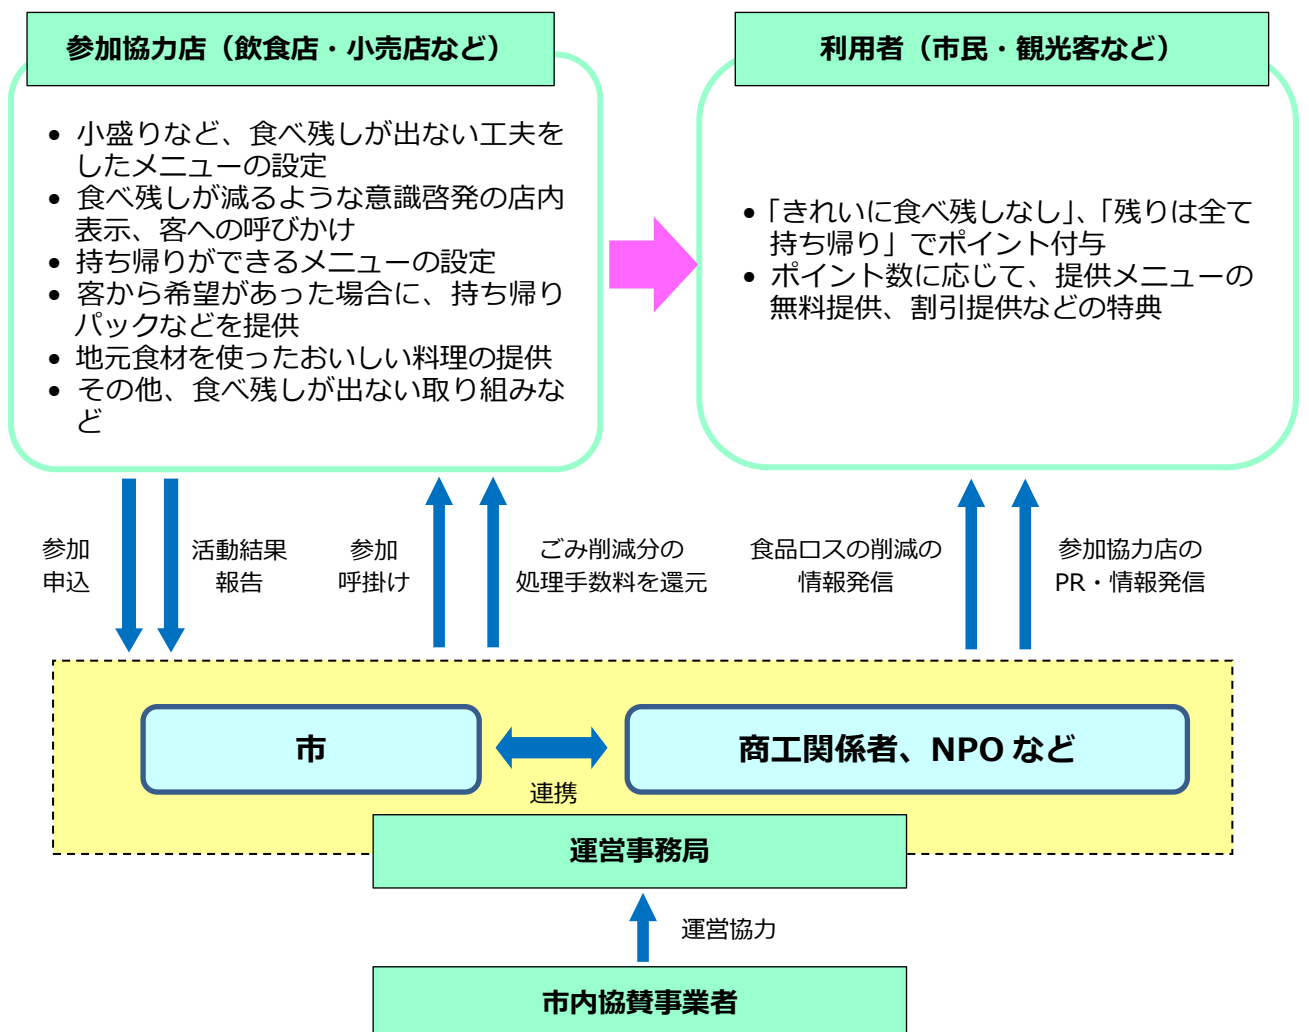 参加協力店（飲食店・小売店など）
• 小盛りなど、食べ残しが出ない工夫を
したメニューの設定
• 食べ残しが減るような意識啓発の店内
表示、客への呼びかけ
• 持ち帰りができるメニューの設定
• 客から希望があった場合に、持ち帰り
パックなどを提供
• 地元食材を使ったおいしい料理の提供
• その他、食べ残しが出ない取り組みな
ど
利用者（市民・観光客など）
• 「きれいに食べ残しなし」、「残りは全て
持ち帰り」でポイント付与
• ポイント数に応じて、提供メニューの
無料提供、割引提供などの特典
参加
申込
活動結果
報告
参加
呼掛け
ごみ削減分の
処理手数料を還元
食品ロスの削減の
情報発信
参加協力店の
PR・情報発信
市
連携
商工関係者、NPO など
運営事務局
運営協力
市内協賛事業者